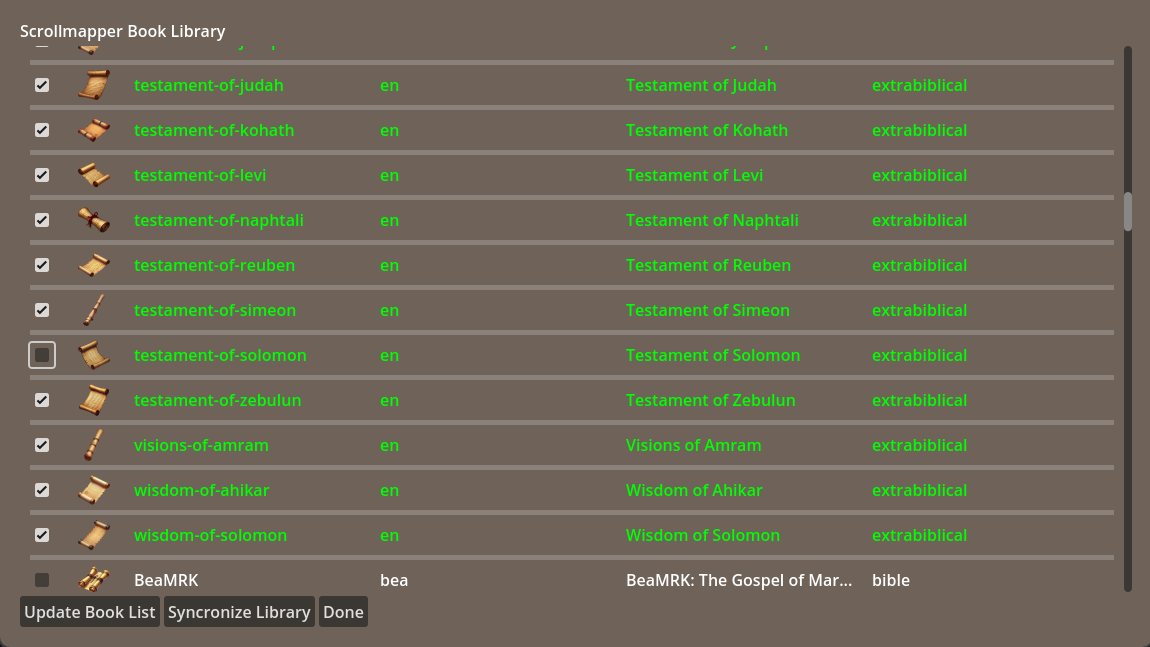 Scrollmapper Book Library
testament-of-judah en Testament of Judah extrabiblical
testament-of-kohath en Testament of Kohath extrabiblical
testament-of-levi en Testament of Levi extrabiblical
testament-of-naphtali en Testament of Naphtali extrabiblical
testament-of-reuben en Testament of Reuben extrabiblical
testament-of-simeon en Testament of Simeon extrabiblical
testament-of-solomon en Testament of Solomon extrabiblical
testament-of-zebulun en Testament of Zebulun extrabiblical
visions-of-amram en Visions of Amram extrabiblical
wisdom-of-ahikar en Wisdom of Ahikar extrabiblical
wisdom-of-solomon en Wisdom of Solomon extrabiblical
BeaMRK bea BeaMRK: The Gospel of Mar... bible
Update Book List Syncronize Library Done